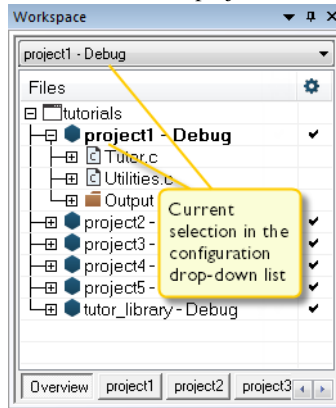 Workspace
project1 - Debug
Files
tutorials
project1 - Debug
Tutor.c
Utilities.c
Output
project2 -
project3 -
project4 -
project5 -
tutor_library - Debug
Current
selection in the
configuration
drop-down list
Overview project1 project2 project3